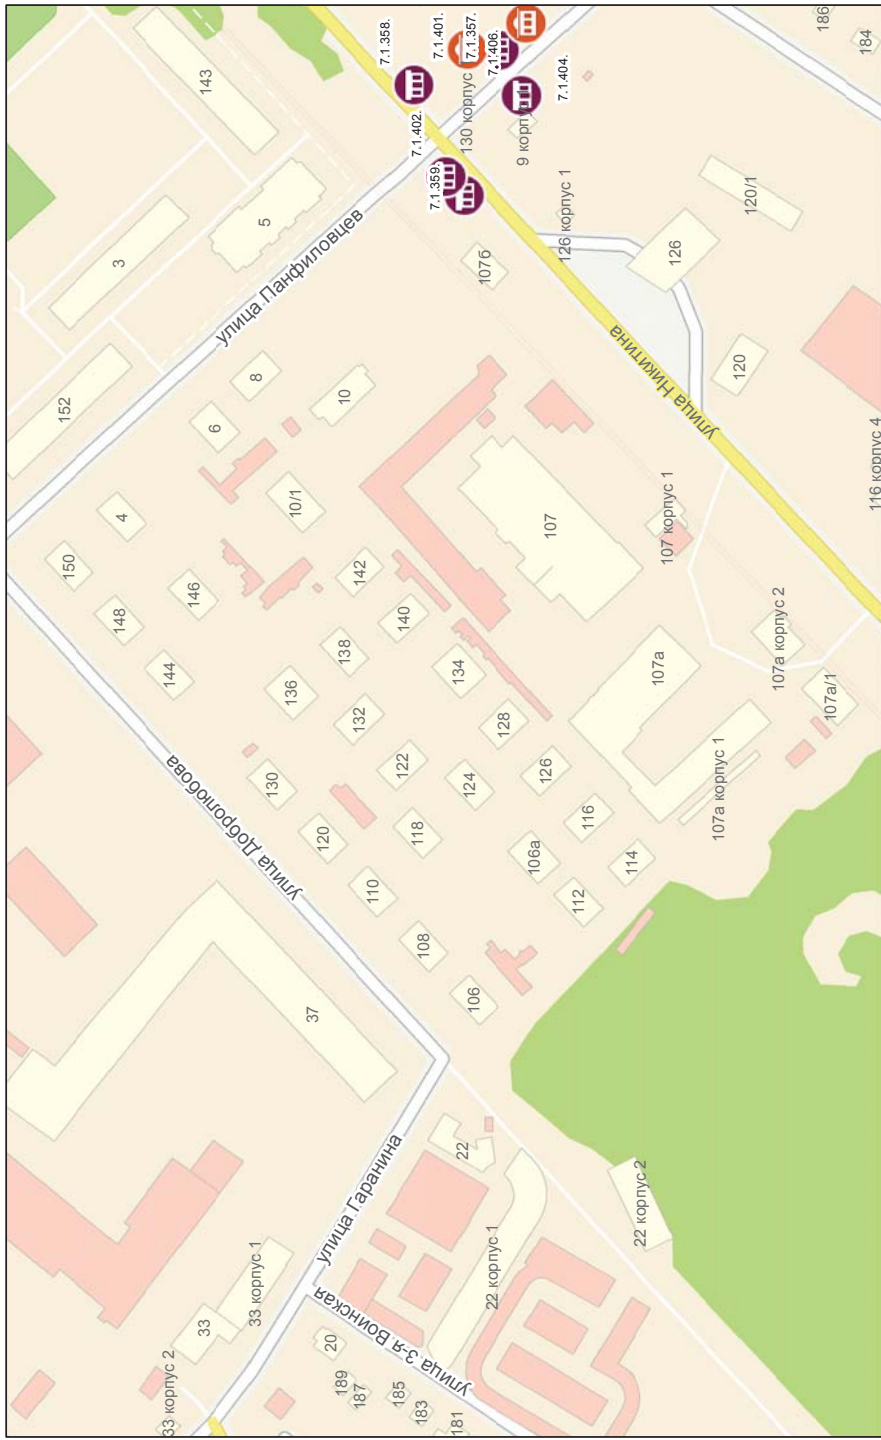 33 корпус 2
33
33 корпус 1
20
189
187
185
183
181
улица 3-я Воинская
улица Гаранина
22
22 корпус 1
22 корпус 2
37
улица Добролюбова
106
108
110
112
114
106а
116
118
120
122
124
126
128
130
132
134
136
138
140
142
144
146
148
150
4
6
8
10
10/1
152
3
5
143
улица Панфиловцев
107
107 корпус 1
107а
107а корпус 1
107а корпус 2
107а/1
107б
улица Никитина
116 корпус 4
120
126
120/1
126 корпус 1
9 корпус 1
130 корпус
184
186
7.1.358.
7.1.402.
7.1.359.
7.1.401.
7.1.357.
7.1.406.
7.1.404.